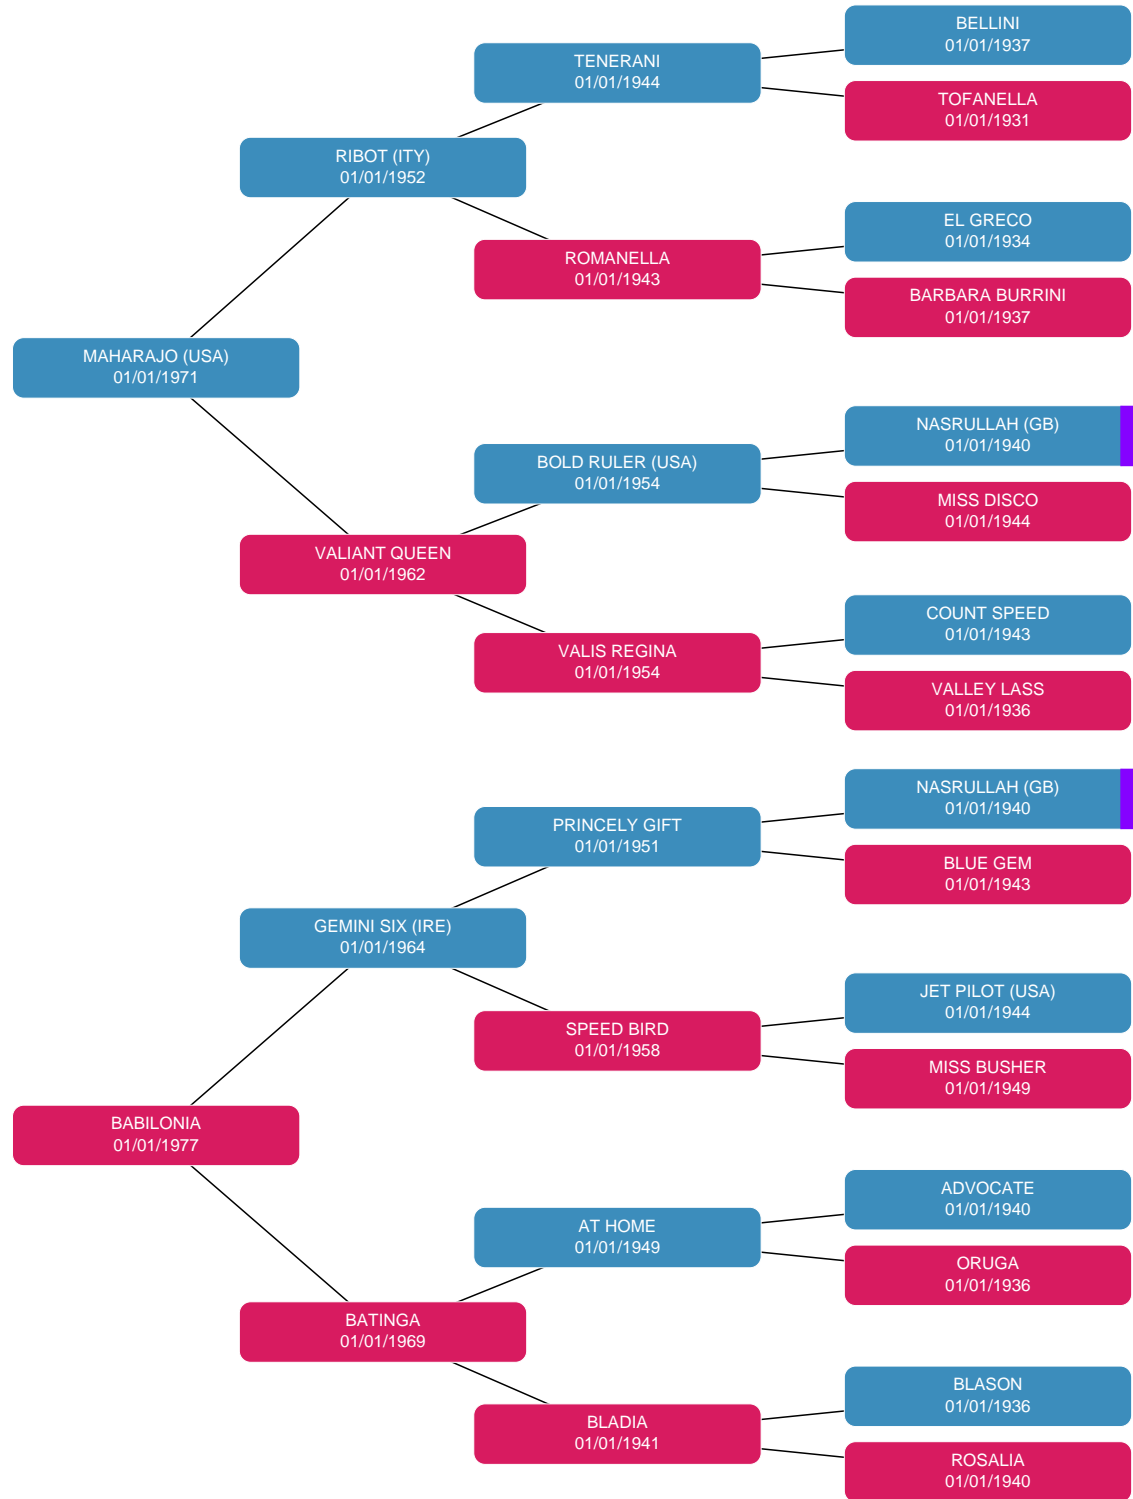 BELLINI
01/01/1937
TENERANI
01/01/1944
TOFANELLA
01/01/1931
RIBOT (ITY)
01/01/1952
EL GRECO
01/01/1934
ROMANELLA
01/01/1943
BARBARA BURRINI
01/01/1937
MAHARAJO (USA)
01/01/1971
NASRULLAH (GB)
01/01/1940
BOLD RULER (USA)
01/01/1954
MISS DISCO
01/01/1944
VALIANT QUEEN
01/01/1962
COUNT SPEED
01/01/1943
VALIS REGINA
01/01/1954
VALLEY LASS
01/01/1936
NASRULLAH (GB)
01/01/1940
PRINCELY GIFT
01/01/1951
BLUE GEM
01/01/1943
GEMINI SIX (IRE)
01/01/1964
JET PILOT (USA)
01/01/1944
SPEED BIRD
01/01/1958
MISS BUSHER
01/01/1949
BABILONIA
01/01/1977
ADVOCATE
01/01/1940
AT HOME
01/01/1949
ORUGA
01/01/1936
BATINGA
01/01/1969
BLASON
01/01/1936
BLADIA
01/01/1941
ROSALIA
01/01/1940